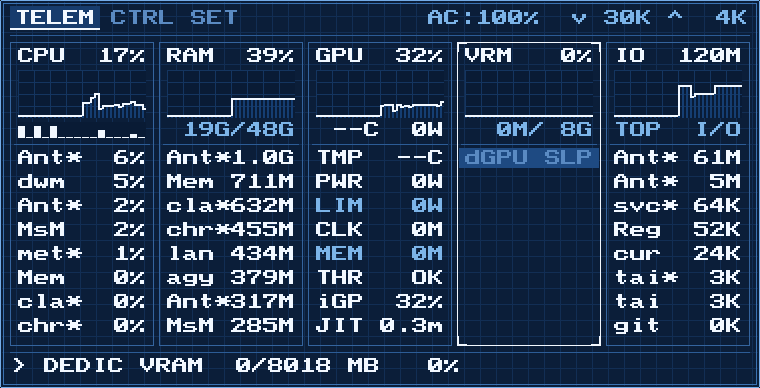 TELEM CTRL SET AC:100% v 30K ^ 4K
CPU 17% RAM 39% GPU 32% VRM 0% IO 120M
19G/48G --C 0W 0M/ 8G TOP I/O
Ant* 6% Ant*1.0G TMP --C dGPU SLP Ant* 61M
dwm 5% Mem 711M PWR 0W Ant* 5M
Ant* 2% cla*632M LIM 0W svc* 64K
MsM 2% chr*455M CLK 0M Reg 52K
met* 1% lan 434M MEM 0M cur 24K
Mem 0% agy 379M THR OK tai* 3K
cla* 0% Ant*317M iGP 32% tai 3K
chr* 0% MsM 285M JIT 0.3m git 0K
> DEDIC VRAM 0/8018 MB 0%